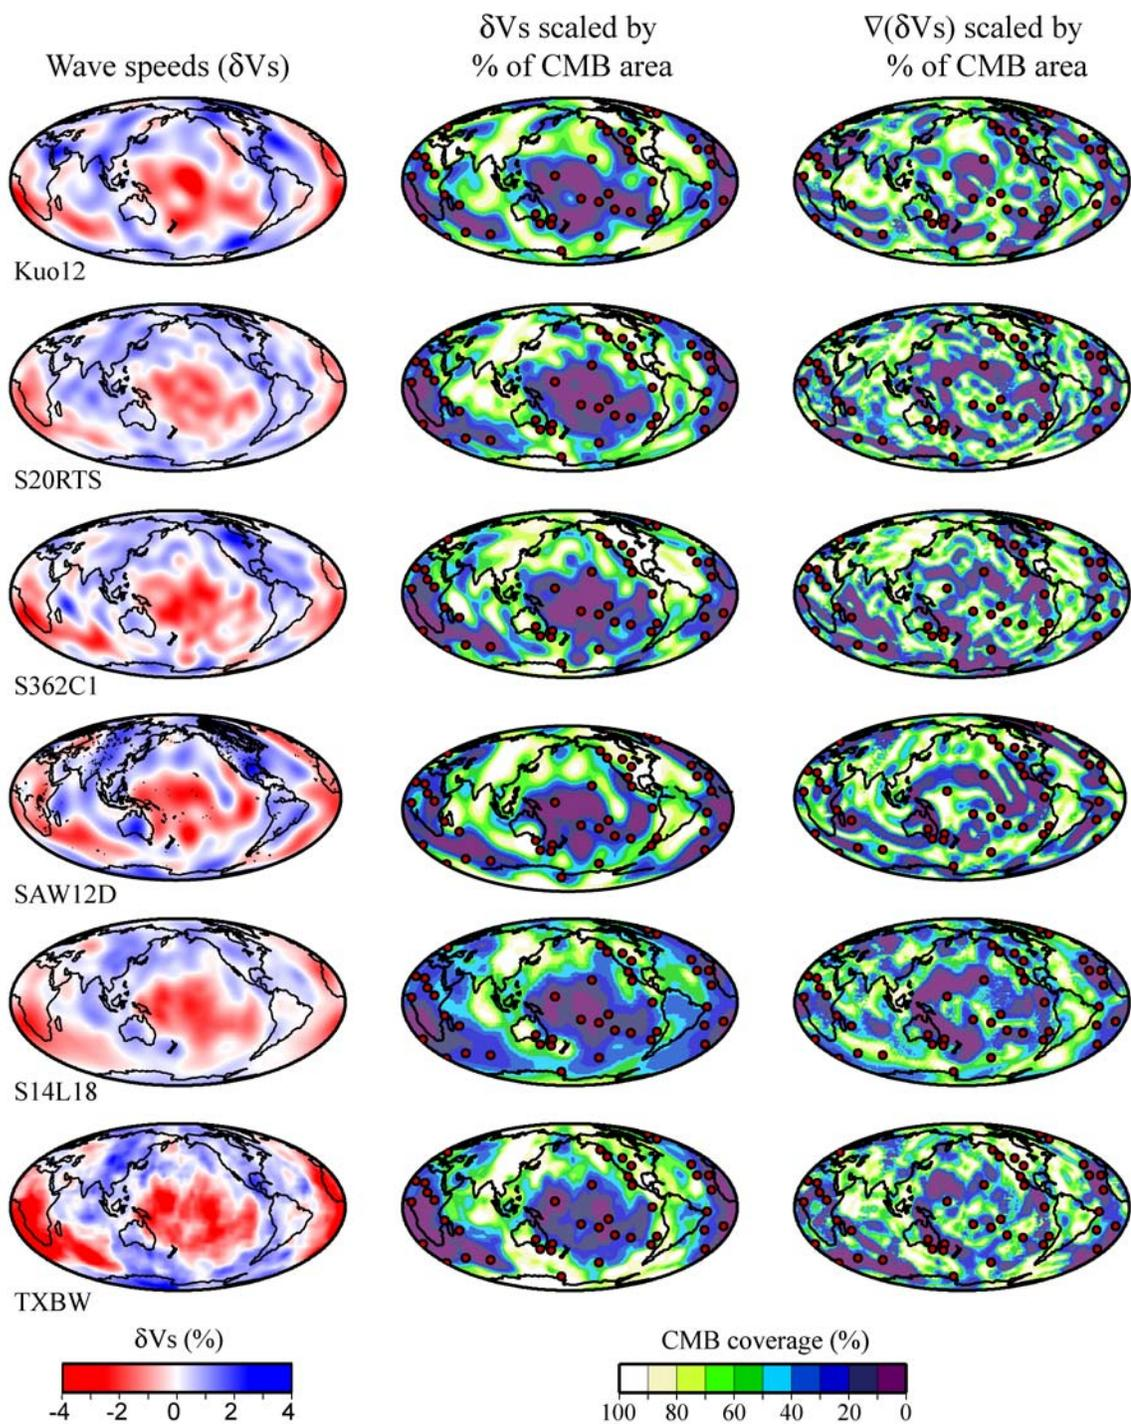 Wave speeds (δVs)
δVs scaled by
% of CMB area
∇(δVs) scaled by
% of CMB area
Kuo12
S20RTS
S362C1
SAW12D
S14L18
TXBW
δVs (%)
-4 -2 0 2 4
CMB coverage (%)
100 80 60 40 20 0